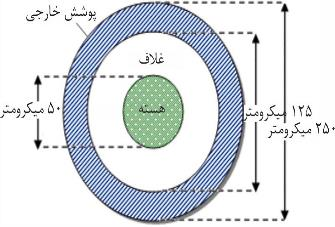 پوشش خارجی
غلاف
هسته
۵۰ میکرومتر
۱۲۵ میکرومتر
۲۵۰ میکرومتر